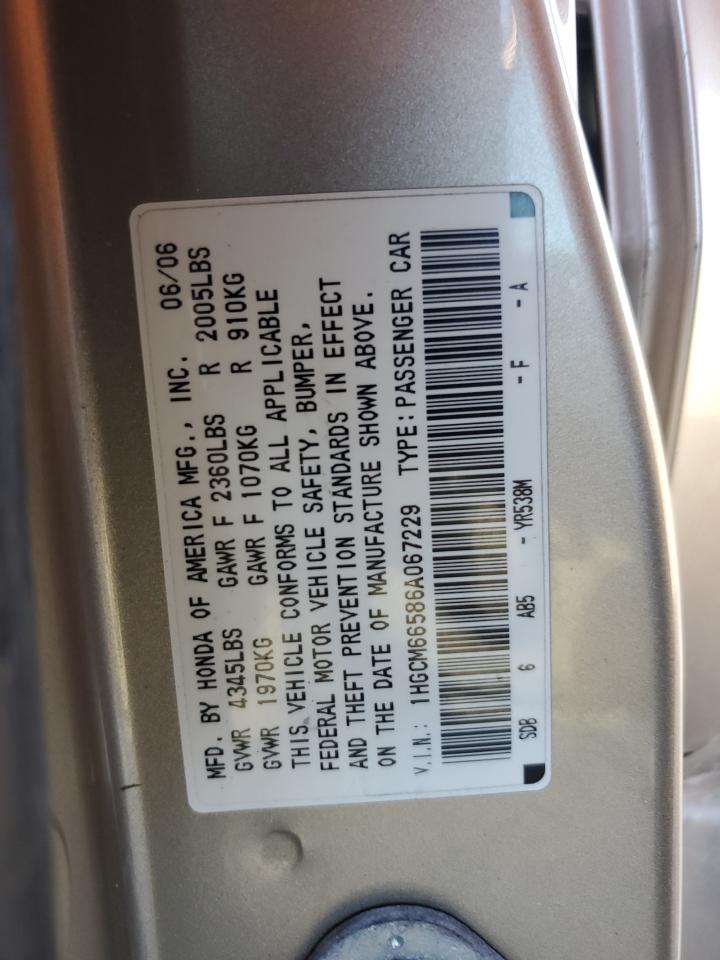 MFD. BY HONDA OF AMERICA MFG., INC. 06/06
GVWR 4345LBS GAWR F 2360LBS R 2005LBS
GVWR 1970KG GAWR F 1070KG R 910KG
THIS VEHICLE CONFORMS TO ALL APPLICABLE
FEDERAL MOTOR VEHICLE SAFETY, BUMPER,
AND THEFT PREVENTION STANDARDS IN EFFECT
ON THE DATE OF MANUFACTURE SHOWN ABOVE.
V.I.N.: 1HGCM66586A067229 TYPE:PASSENGER CAR
SDB 6 AB5 - YR538M - F - A